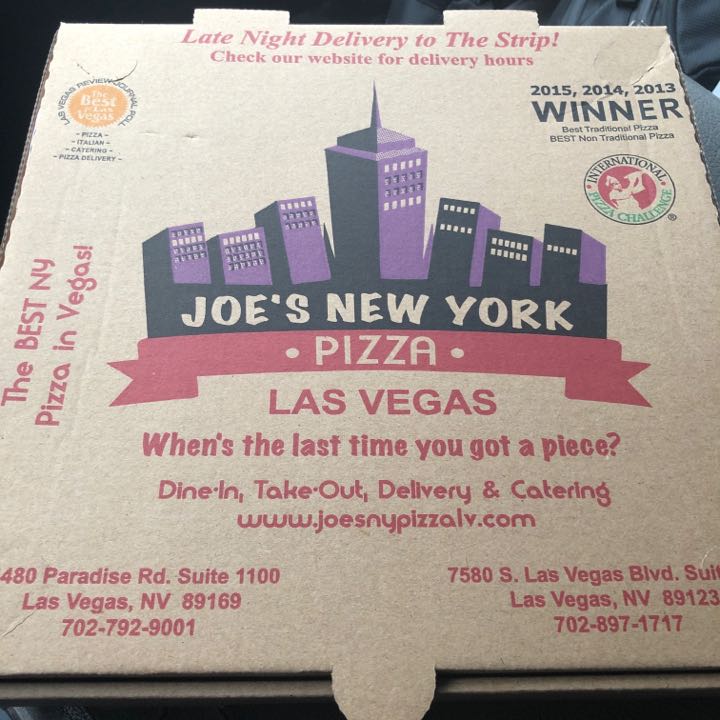 Late Night Delivery to The Strip!
Check our website for delivery hours
LAS VEGAS REVIEW-JOURNAL POLL
The
Best
of Las
Vegas
- PIZZA -
- ITALIAN -
- CATERING -
- PIZZA DELIVERY -
2015, 2014, 2013
WINNER
Best Traditional Pizza
BEST Non Traditional Pizza
INTERNATIONAL
PIZZA CHALLENGE
®
The BEST NY
Pizza in Vegas!
JOE'S NEW YORK
• PIZZA •
LAS VEGAS
When's the last time you got a piece?
Dine-In, Take-Out, Delivery & Catering
www.joesnypizzalv.com
480 Paradise Rd. Suite 1100
Las Vegas, NV 89169
702-792-9001
7580 S. Las Vegas Blvd. Suit
Las Vegas, NV 89123
702-897-1717